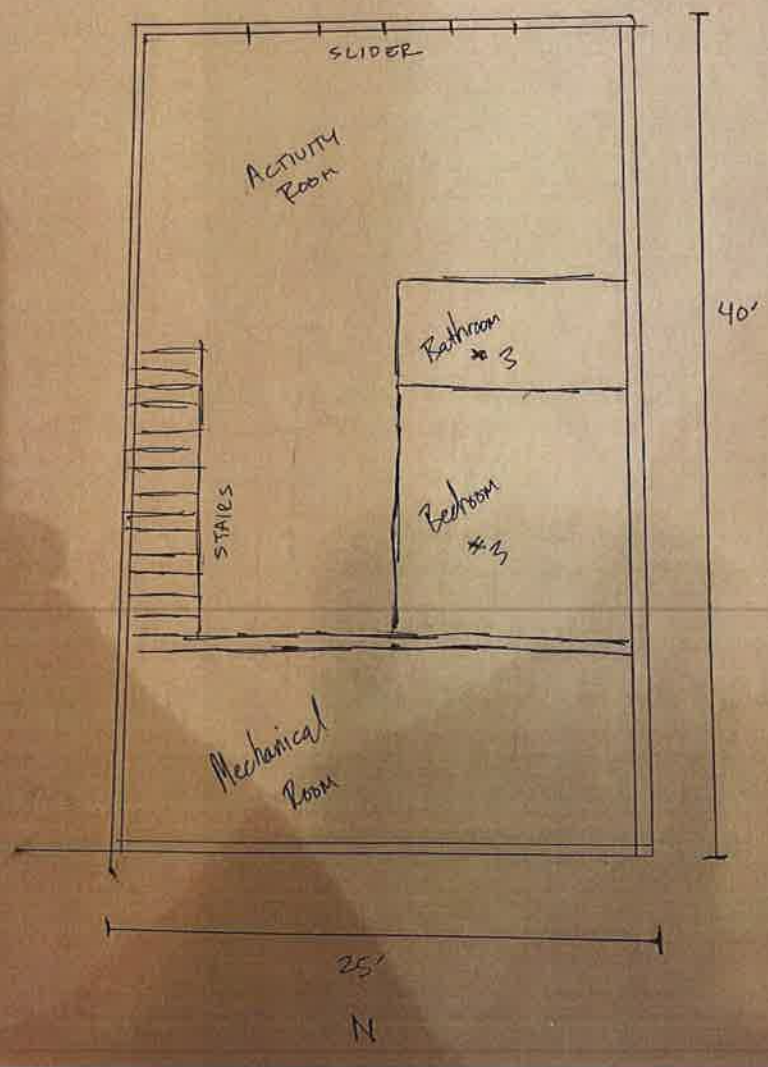 SLIDER
ACTIVITY
ROOM
40'
Bathroom
# 3
Bedroom
# 3
STAIRS
Mechanical
Room
25'
N